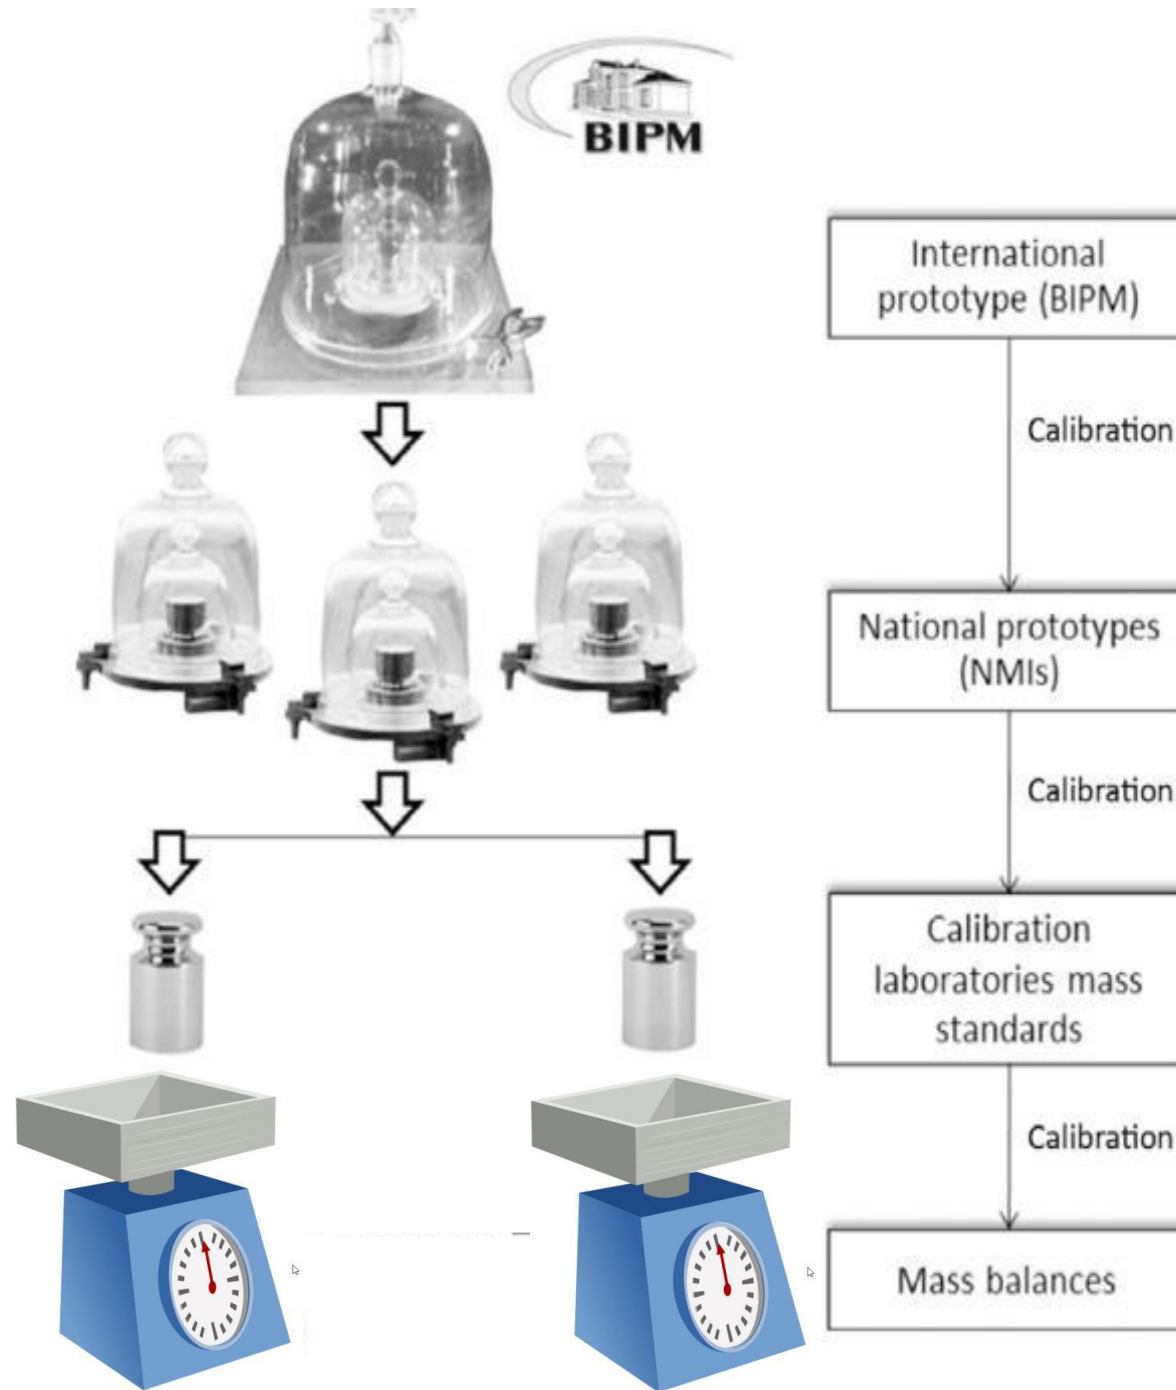 BIPM
International
prototype (BIPM)
Calibration
National prototypes
(NMIs)
Calibration
Calibration
laboratories mass
standards
Calibration
Mass balances